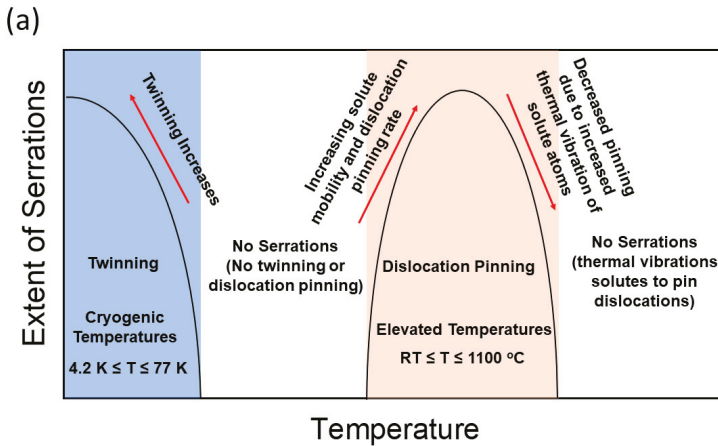 (a)
Extent of Serrations
Twinning Increases
Twinning
Cryogenic
Temperatures
4.2 K ≤ T ≤ 77 K
No Serrations
(No twinning or
dislocation pinning)
Increasing solute
mobility and dislocation
pinning rate
Dislocation Pinning
Elevated Temperatures
RT ≤ T ≤ 1100 °C
Decreased pinning
due to increased
thermal vibration of
solute atoms
No Serrations
(thermal vibrations
solutes to pin
dislocations)
Temperature